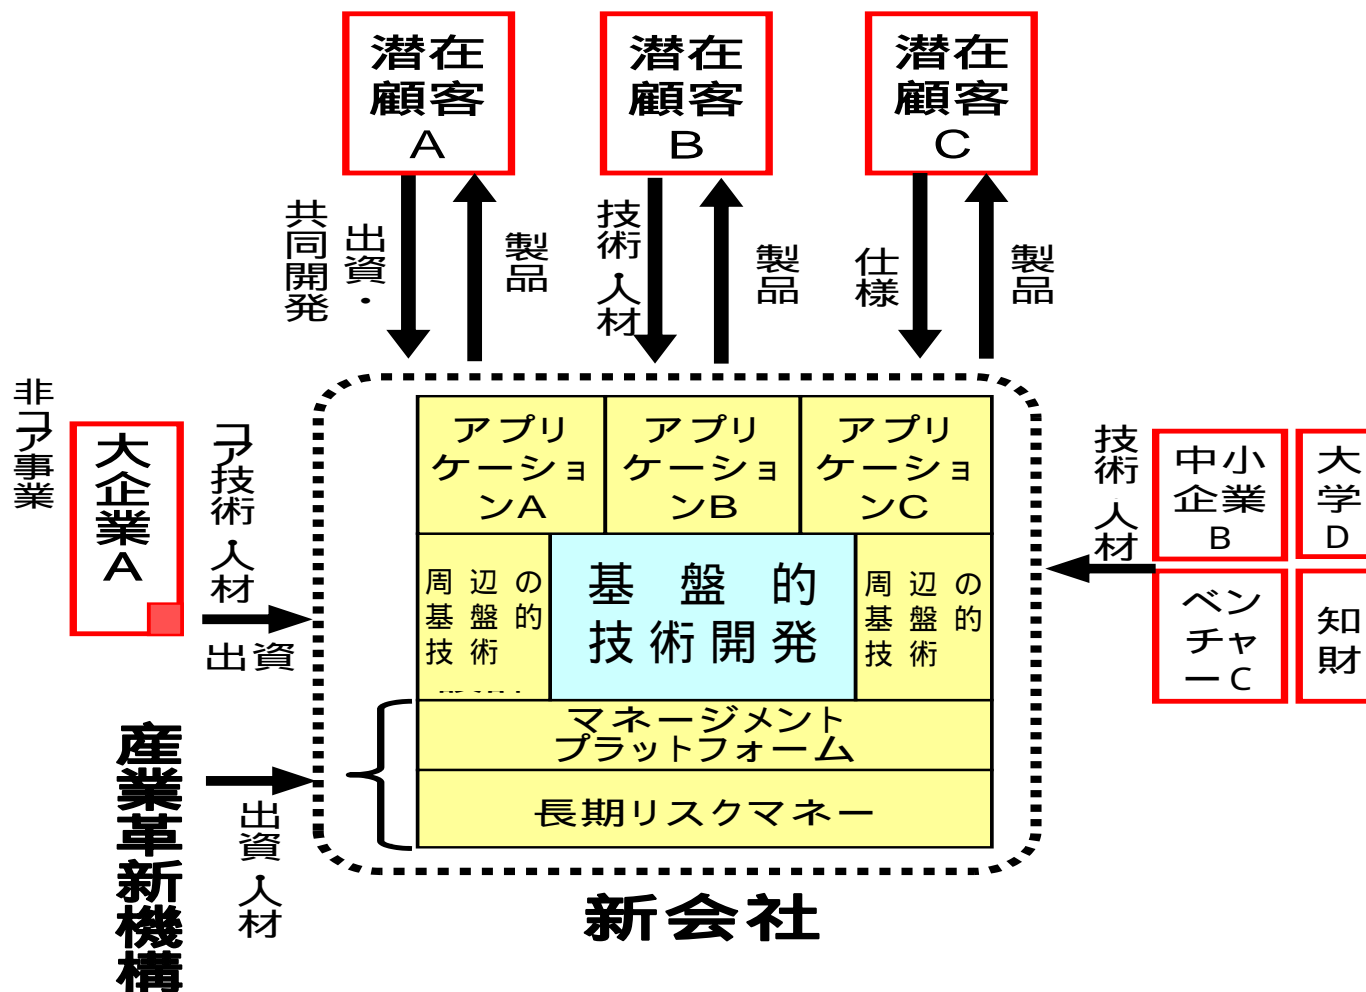 潜在
顧客
A
潜在
顧客
B
潜在
顧客
C
出資・
共同開発
製品
技術・人材
製品
仕様
製品
非コア事業
大企業A
コア技術・人材
出資
産業革新機構
出資・人材
アプリ
ケーショ
ンA
アプリ
ケーショ
ンB
アプリ
ケーショ
ンC
周辺の
基盤的
技術
基盤的
技術開発
周辺の
基盤的
技術
マネージメント
プラットフォーム
長期リスクマネー
新会社
技術・人材
中小
企業
B
大
学
D
ベン
チャ
ーC
知
財